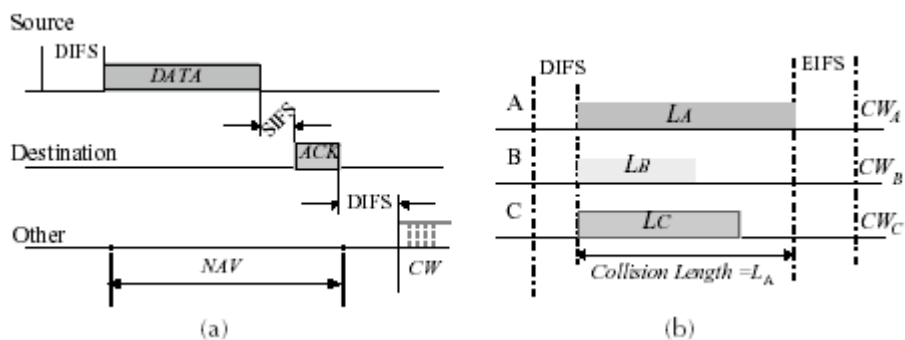 Source
DIFS
DATA
SIFS
Destination
ACK
DIFS
Other
NAV
CW
(a)
DIFS
EIFS
A
LA
CWA
B
LB
CWB
C
LC
CWC
Collision Length =LA
(b)